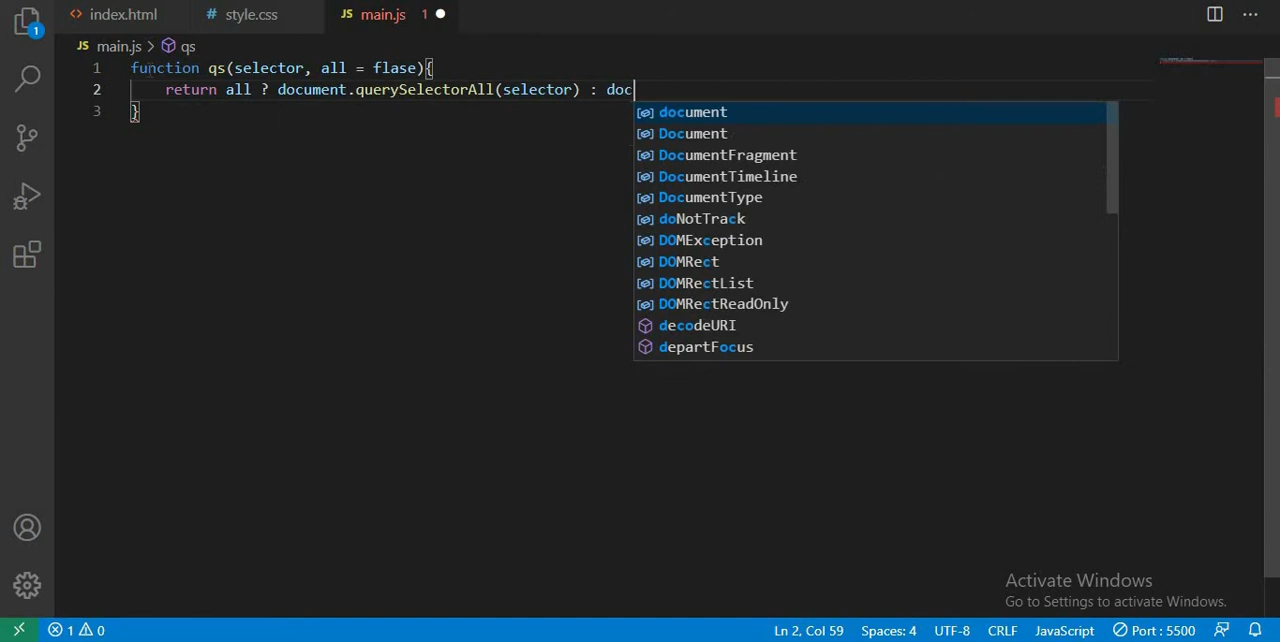 1
index.html
# style.css
JS main.js 1
JS main.js > qs
1 function qs(selector, all = flase){
2 return all ? document.querySelectorAll(selector) : doc
3 }
document
Document
DocumentFragment
DocumentTimeline
DocumentType
doNotTrack
DOMException
DOMRect
DOMRectList
DOMRectReadOnly
decodeURI
departFocus
Activate Windows
Go to Settings to activate Windows.
1 0 Ln 2, Col 59 Spaces: 4 UTF-8 CRLF JavaScript Port : 5500